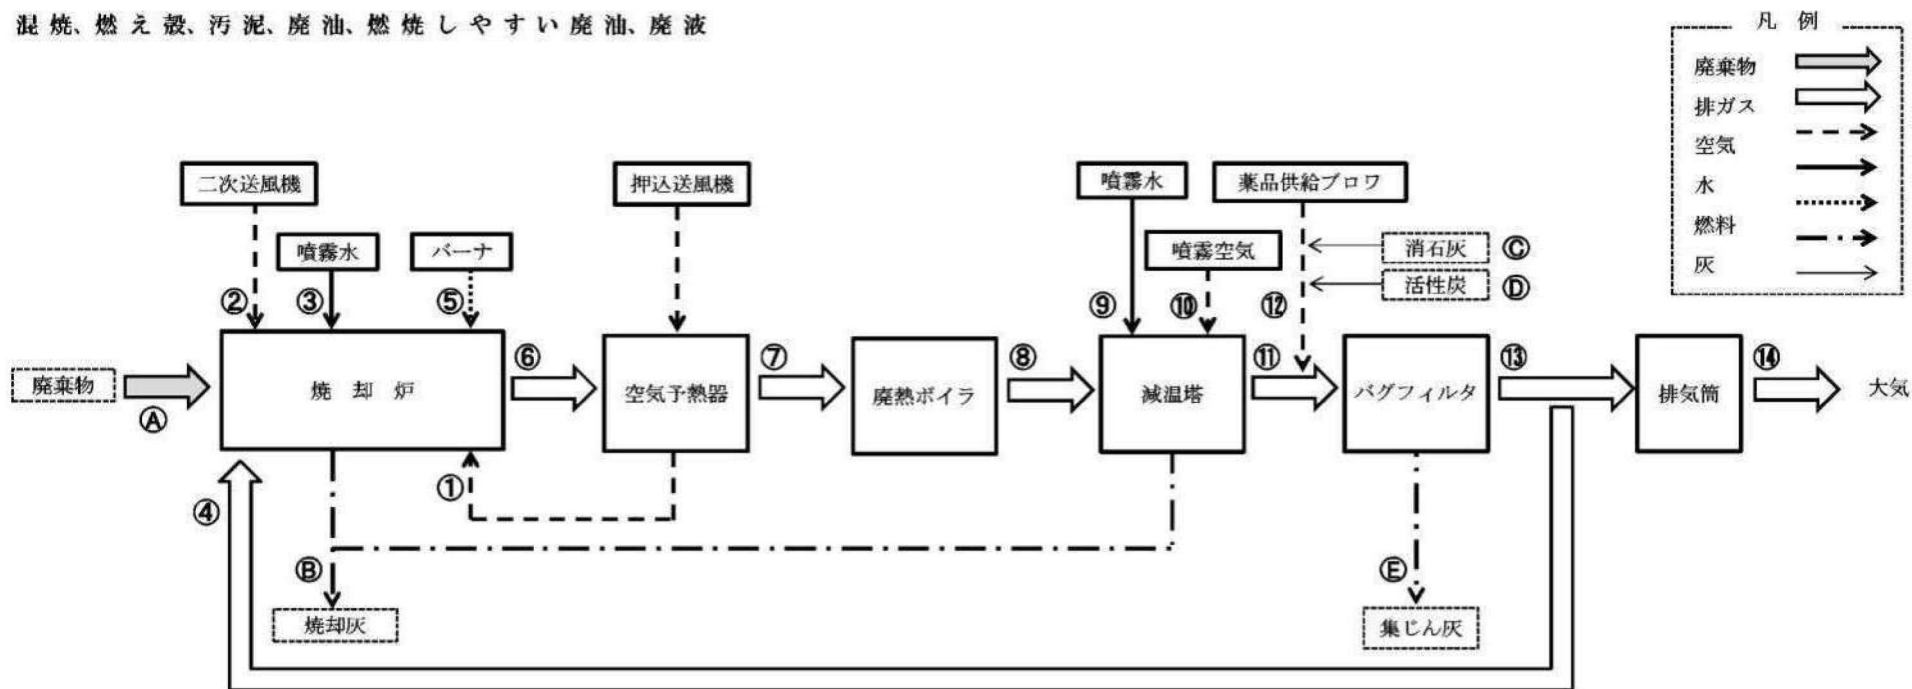 混焼、燃え殻、汚泥、廃油、燃焼しやすい廃油、廃液
凡例
廃棄物
排ガス
空気
水
燃料
灰
二次送風機
押込送風機
噴霧水
薬品供給ブロワ
噴霧水
バーナ
噴霧空気
消石灰 Ⓒ
活性炭 Ⓓ
②
③
⑤
⑨
⑩
⑫
廃棄物
Ⓐ
焼却炉
⑥
空気予熱器
⑦
廃熱ボイラ
⑧
減温塔
⑪
バグフィルタ
⑬
排気筒
⑭
大気
①
④
Ⓑ
焼却灰
Ⓔ
集じん灰